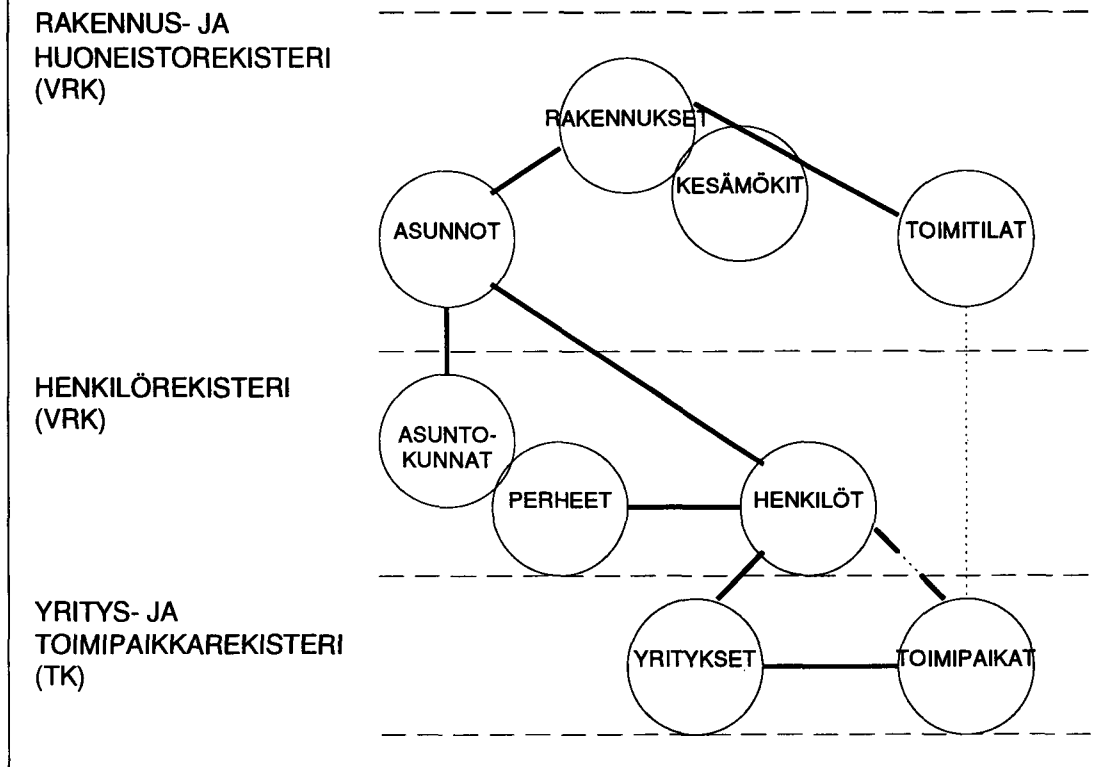 RAKENNUS- JA
HUONEISTOREKISTERI
(VRK)
RAKENNUKSET
KESÄMÖKIT
ASUNNOT
TOIMITILAT
HENKILÖREKISTERI
(VRK)
ASUNTO-
KUNNAT
PERHEET
HENKILÖT
YRITYS- JA
TOIMIPAIKKAREKISTERI
(TK)
YRITYKSET
TOIMIPAIKAT